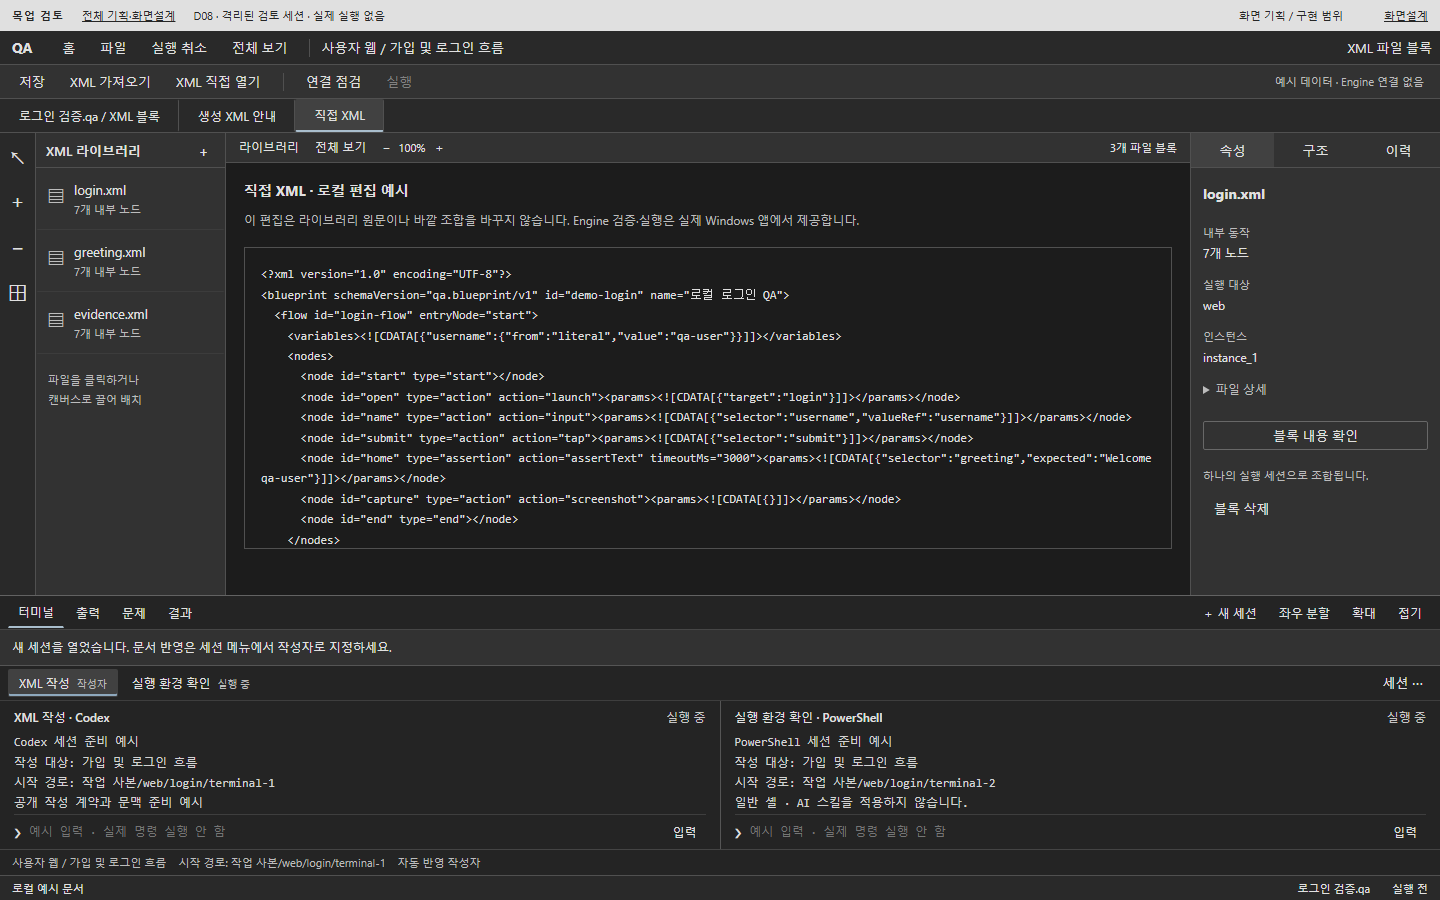 목업 검토 전체 기획·화면설계 D08 · 격리된 검토 세션 · 실제 실행 없음 화면 기획 / 구현 범위 화면설계
QA 홈 파일 실행 취소 전체 보기 사용자 웹 / 가입 및 로그인 흐름 XML 파일 블록
저장 XML 가져오기 XML 직접 열기 연결 점검 실행 예시 데이터 · Engine 연결 없음
로그인 검증.qa / XML 블록 생성 XML 안내 직접 XML
XML 라이브러리 +
login.xml
7개 내부 노드
greeting.xml
7개 내부 노드
evidence.xml
7개 내부 노드
파일을 클릭하거나
캔버스로 끌어 배치
라이브러리 전체 보기 − 100% + 3개 파일 블록
직접 XML · 로컬 편집 예시
이 편집은 라이브러리 원문이나 바깥 조합을 바꾸지 않습니다. Engine 검증·실행은 실제 Windows 앱에서 제공합니다.
<?xml version="1.0" encoding="UTF-8"?>
<blueprint schemaVersion="qa.blueprint/v1" id="demo-login" name="로컬 로그인 QA">
<flow id="login-flow" entryNode="start">
<variables><![CDATA[{"username":{"from":"literal","value":"qa-user"}}]]></variables>
<nodes>
<node id="start" type="start"></node>
<node id="open" type="action" action="launch"><params><![CDATA[{"target":"login"}]]></params></node>
<node id="name" type="action" action="input"><params><![CDATA[{"selector":"username","valueRef":"username"}]]></params></node>
<node id="submit" type="action" action="tap"><params><![CDATA[{"selector":"submit"}]]></params></node>
<node id="home" type="assertion" action="assertText" timeoutMs="3000"><params><![CDATA[{"selector":"greeting","expected":"Welcome
qa-user"}]]></params></node>
<node id="capture" type="action" action="screenshot"><params><![CDATA[{}]]></params></node>
<node id="end" type="end"></node>
</nodes>
속성 구조 이력
login.xml
내부 동작
7개 노드
실행 대상
web
인스턴스
instance_1
▶ 파일 상세
블록 내용 확인
하나의 실행 세션으로 조합됩니다.
블록 삭제
터미널 출력 문제 결과 + 새 세션 좌우 분할 확대 접기
새 세션을 열었습니다. 문서 반영은 세션 메뉴에서 작성자로 지정하세요.
XML 작성 작성자 실행 환경 확인 실행 중 세션 ···
XML 작성 · Codex 실행 중
Codex 세션 준비 예시
작성 대상: 가입 및 로그인 흐름
시작 경로: 작업 사본/web/login/terminal-1
공개 작성 계약과 문맥 준비 예시
❯ 예시 입력 · 실제 명령 실행 안 함 입력
실행 환경 확인 · PowerShell 실행 중
PowerShell 세션 준비 예시
작성 대상: 가입 및 로그인 흐름
시작 경로: 작업 사본/web/login/terminal-2
일반 셸 · AI 스킬을 적용하지 않습니다.
❯ 예시 입력 · 실제 명령 실행 안 함 입력
사용자 웹 / 가입 및 로그인 흐름 시작 경로: 작업 사본/web/login/terminal-1 자동 반영 작성자
로컬 예시 문서 로그인 검증.qa 실행 전